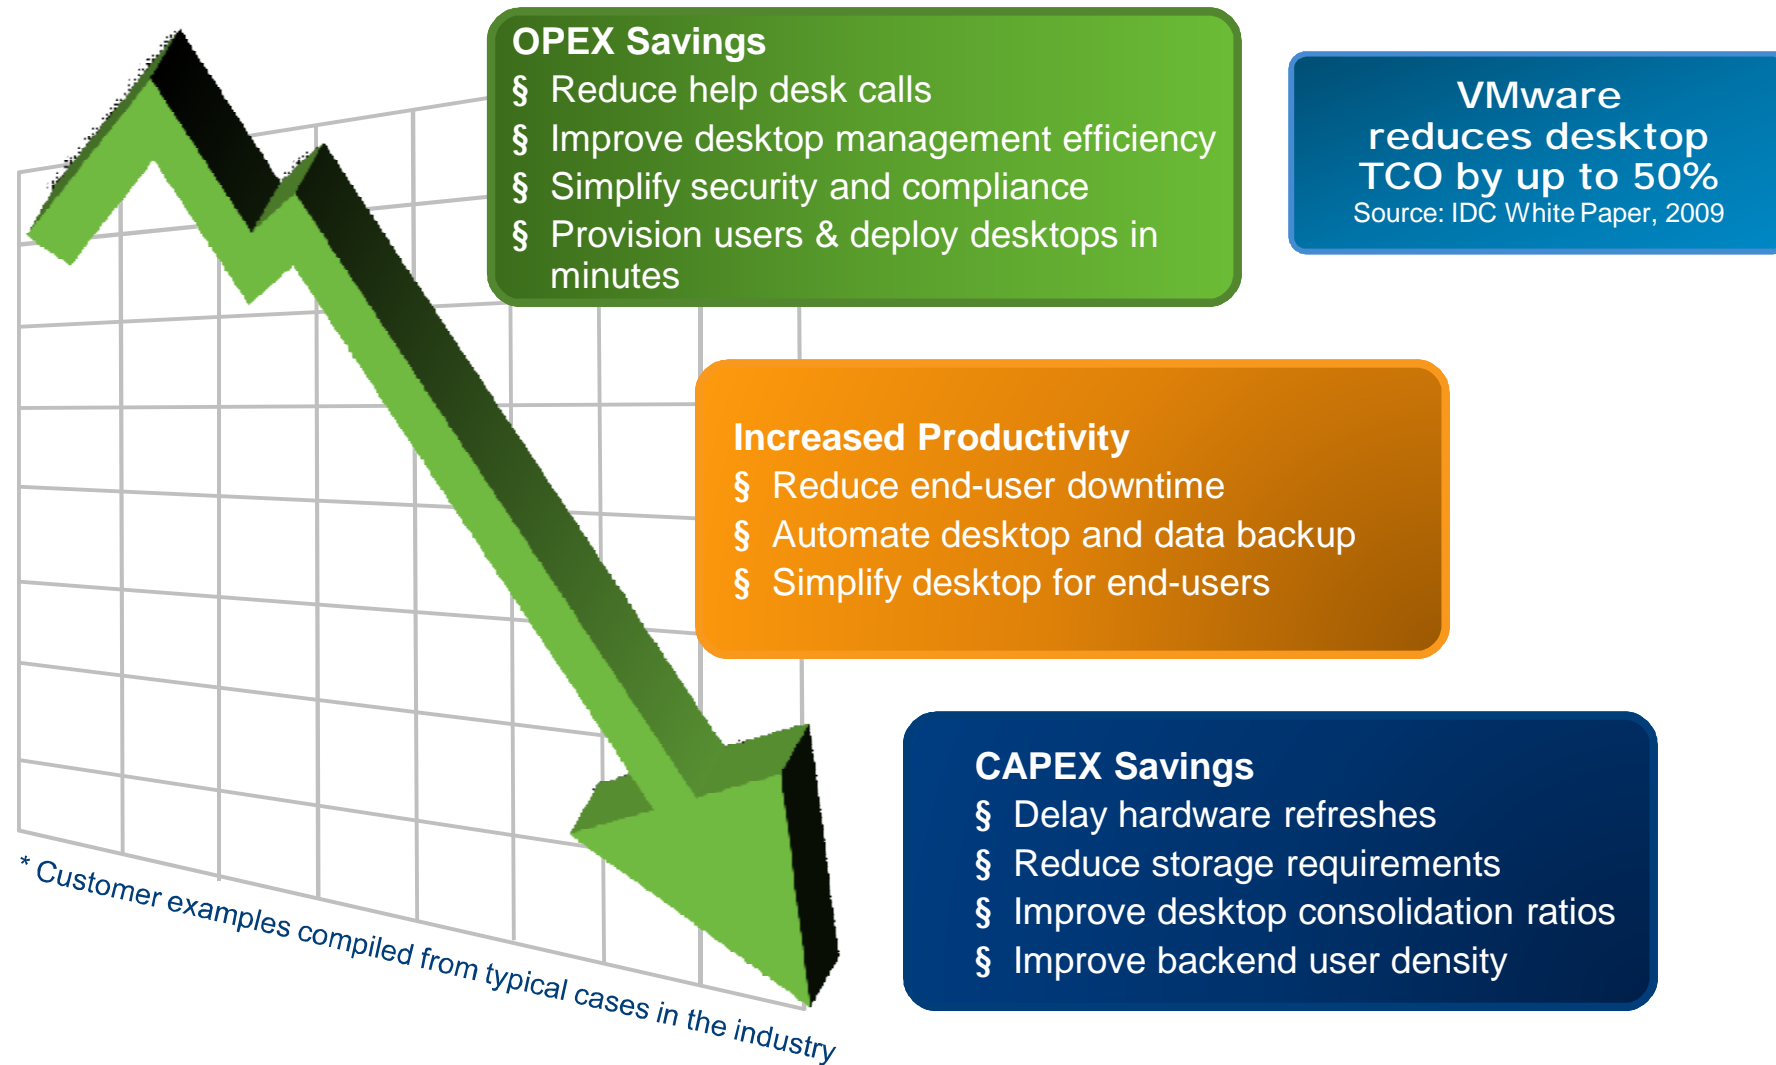 OPEX Savings
§ Reduce help desk calls
§ Improve desktop management efficiency
§ Simplify security and compliance
§ Provision users & deploy desktops in
minutes
VMware
reduces desktop
TCO by up to 50%
Source: IDC White Paper, 2009
Increased Productivity
§ Reduce end-user downtime
§ Automate desktop and data backup
§ Simplify desktop for end-users
CAPEX Savings
§ Delay hardware refreshes
§ Reduce storage requirements
§ Improve desktop consolidation ratios
§ Improve backend user density
* Customer examples compiled from typical cases in the industry